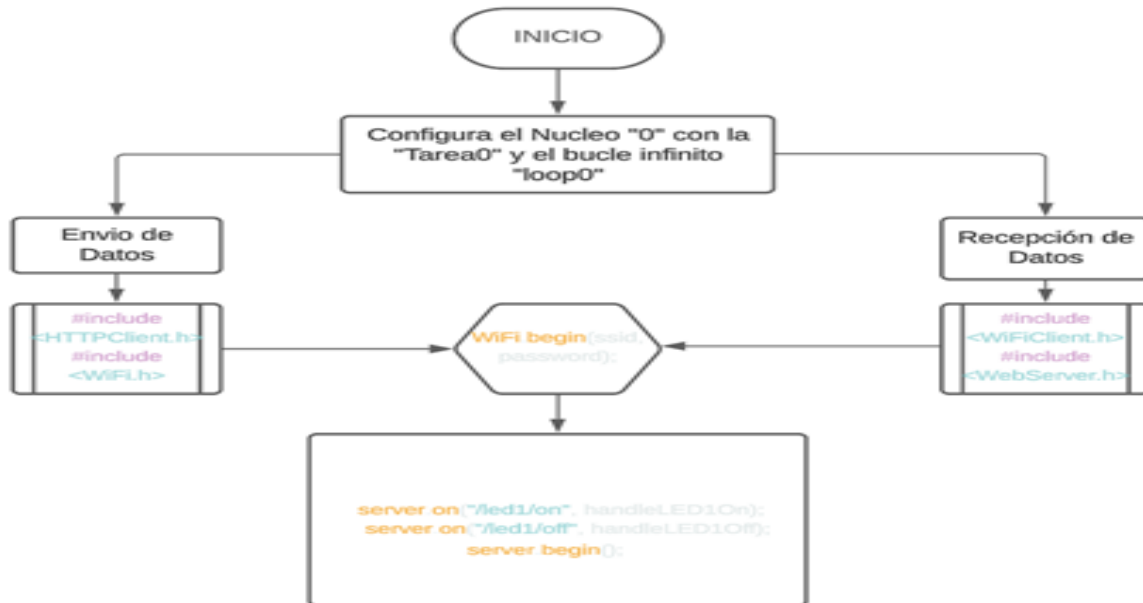 INICIO
Configura el Nucleo "0" con la
"Tarea0" y el bucle infinito
"loop0"
Envio de
Datos
Recepción de
Datos
#include
<HTTPClient.h>
#include
<WiFi.h>
WiFi begin(ssid,
password);
#include
<WiFiClient.h>
#include
<WebServer.h>
server on("/led1/on", handleLED1On);
server on("/led1/off", handleLED1Off);
server begin();